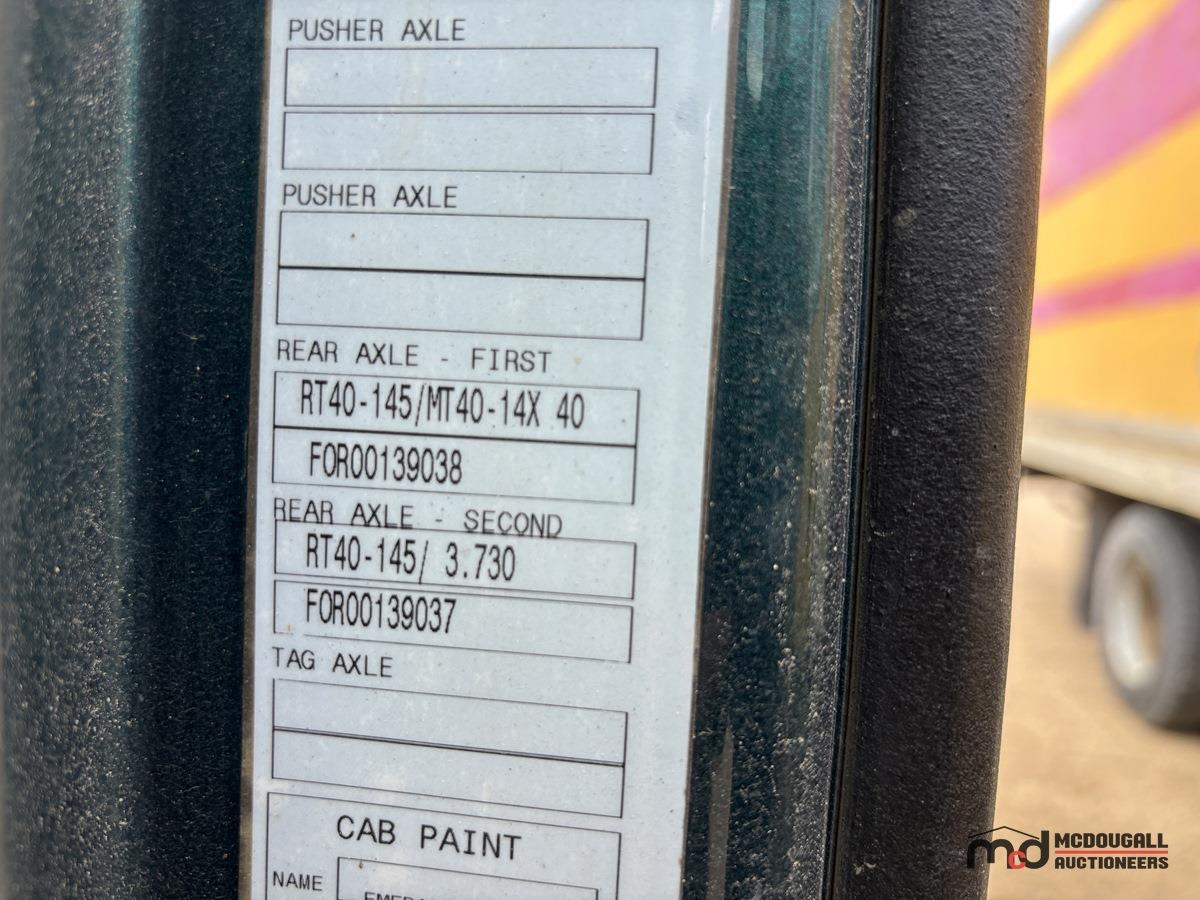 PUSHER AXLE
PUSHER AXLE
REAR AXLE - FIRST
RT40-145/MT40-14X 40
FOR00139038
REAR AXLE - SECOND
RT40-145/ 3.730
FOR00139037
TAG AXLE
CAB PAINT
NAME
mcd MCDOUGALL
AUCTIONEERS